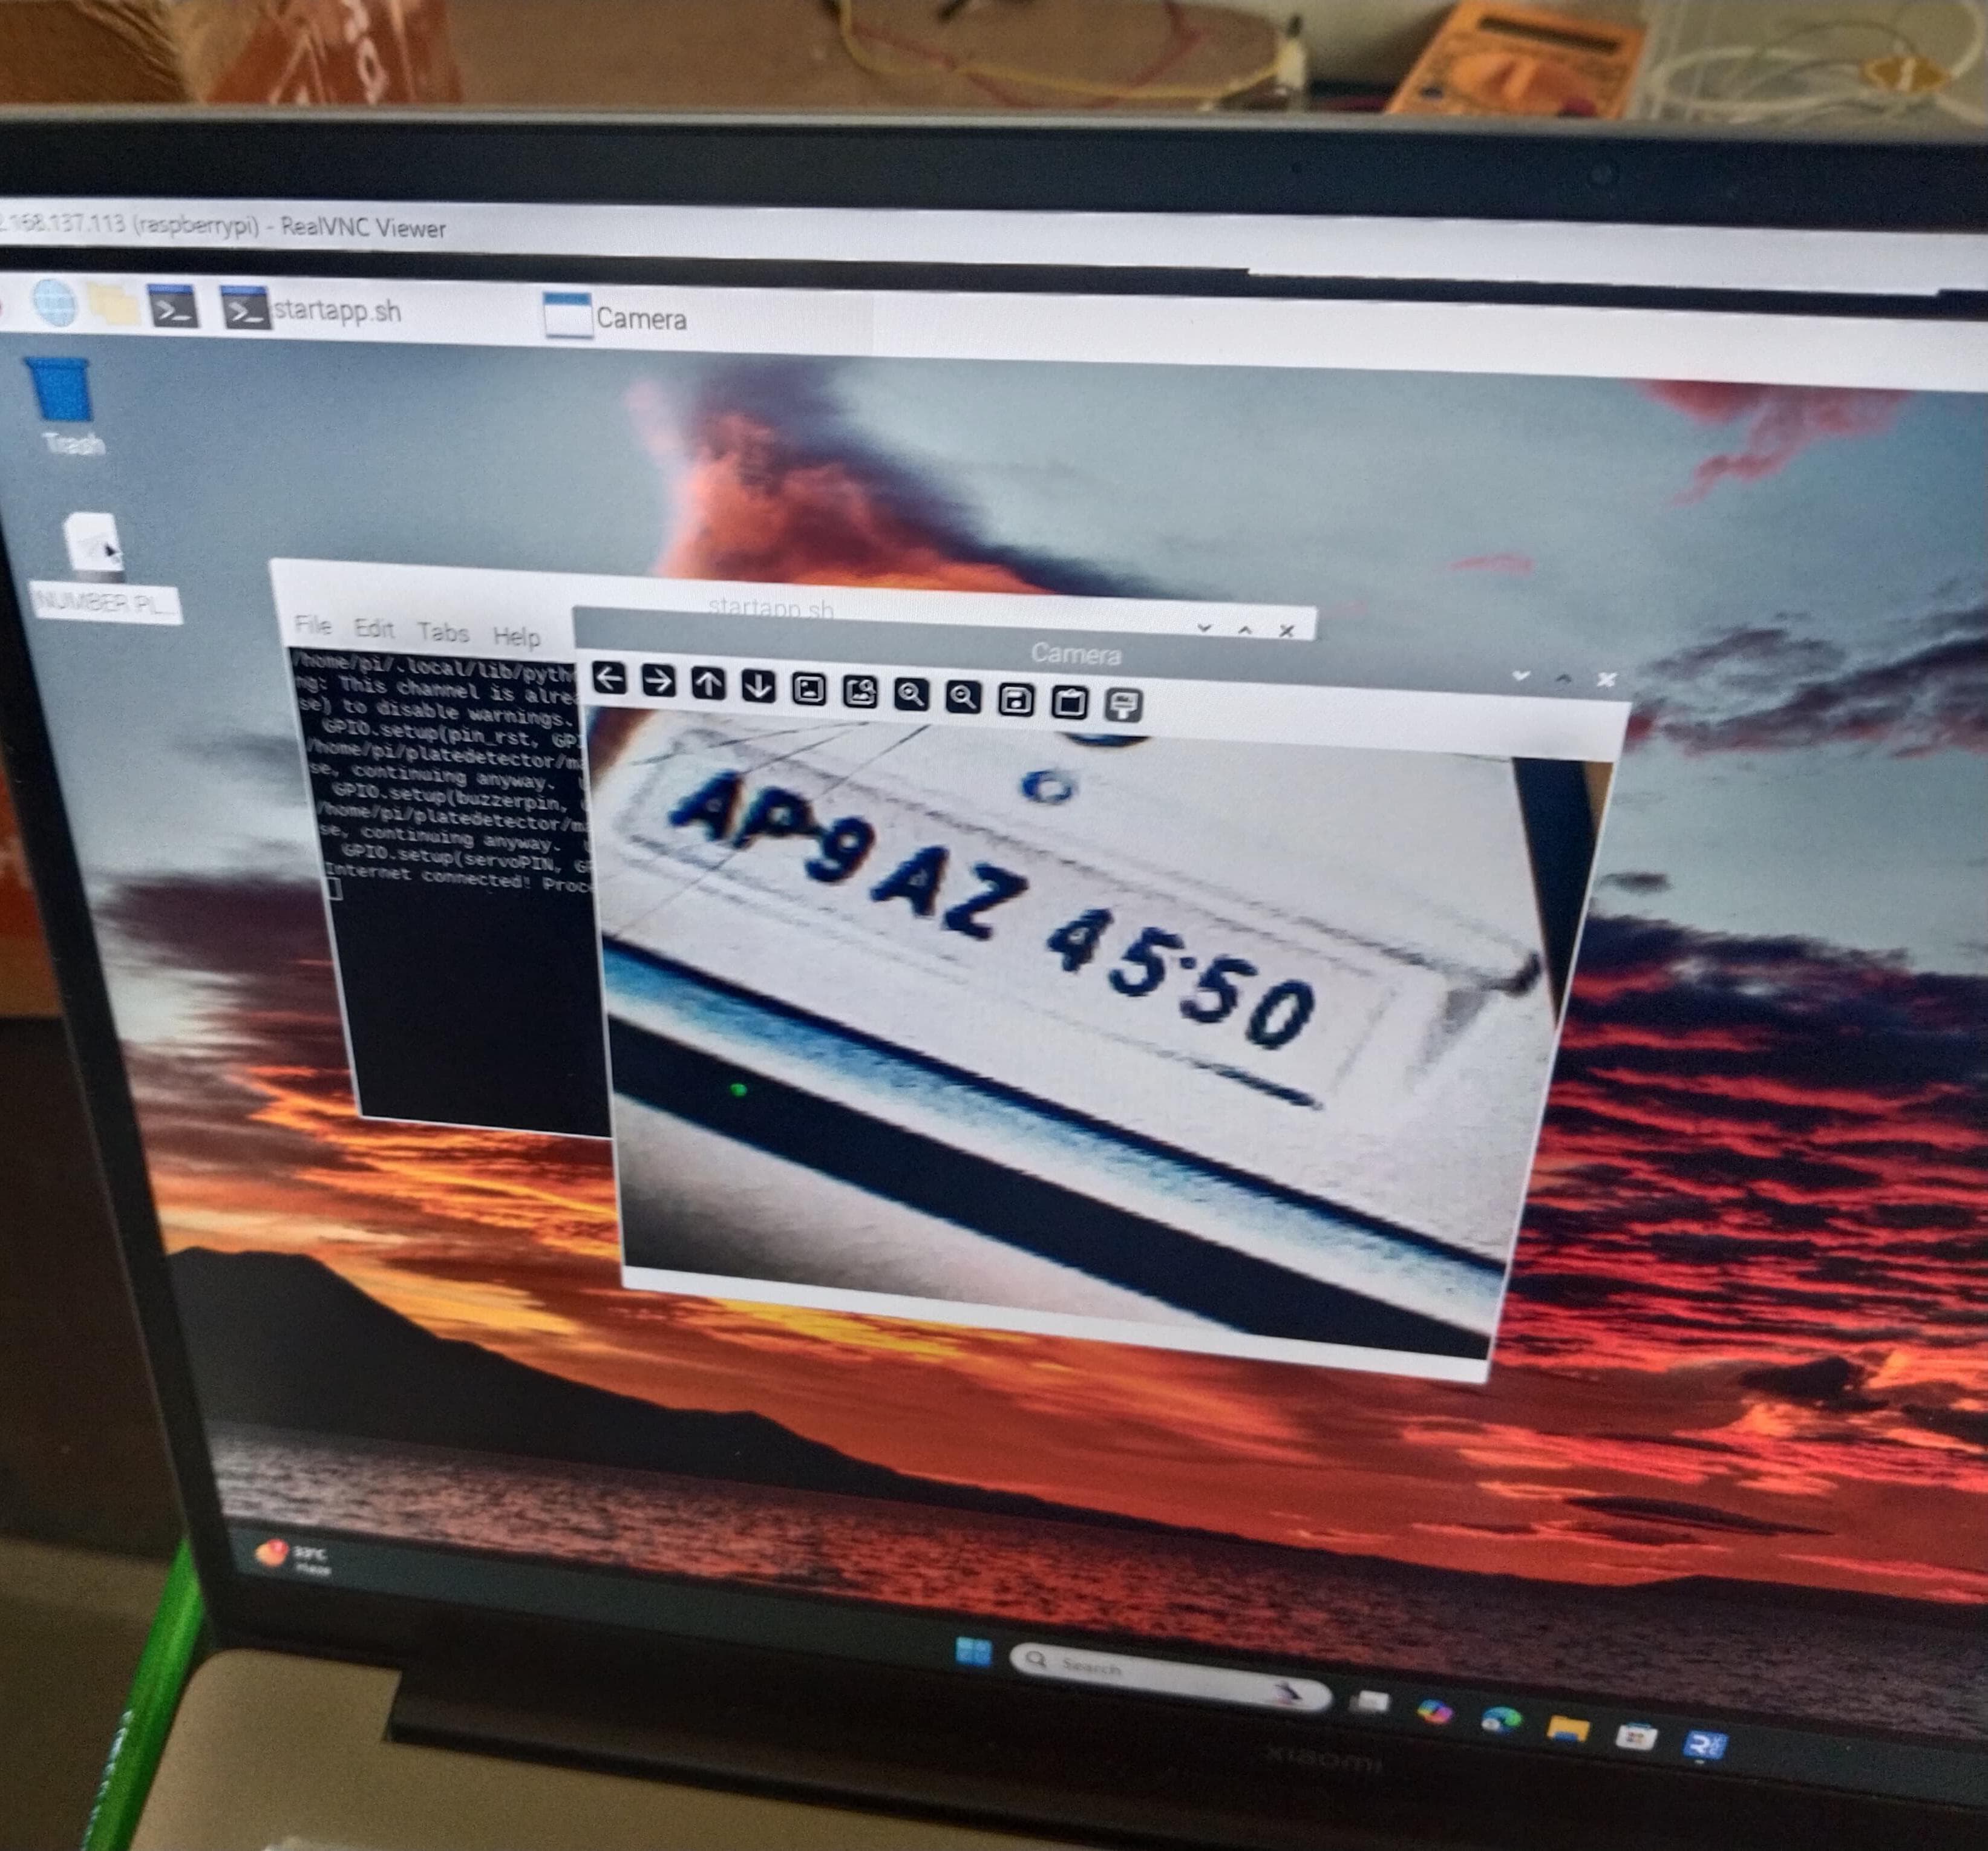 .168.137.113 (raspberrypi) - RealVNC Viewer
startapp.sh
Camera
Trash
NUMBER PL...
startapp.sh
File Edit Tabs Help
/home/pi/.local/lib/pyth
ng: This channel is alre
se) to disable warnings.
GPIO.setup(pin_rst, GP
/home/pi/platedetector/m
se, continuing anyway.
GPIO.setup(buzzerpin,
/home/pi/platedetector/m
se, continuing anyway.
GPIO.setup(servoPIN, G
Internet connected! Proc
Camera
AP9 AZ 4550
33°C
Haze
Search
xiaomi